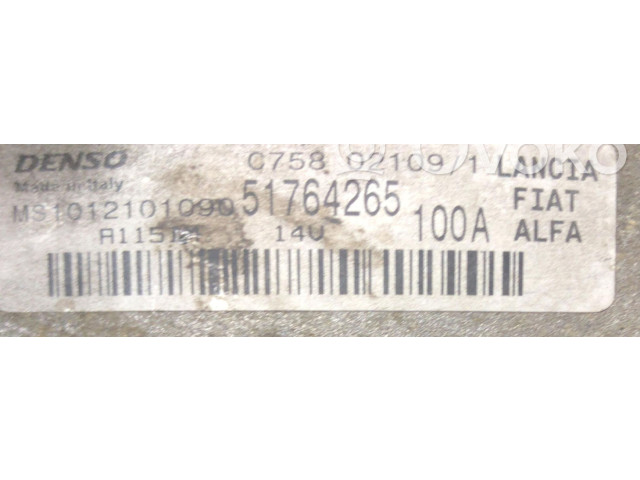 DENSO C758 02109/1 LANCIA
Made in Italy 51764265 FIAT
MS1012101090 100A ALFA
14V